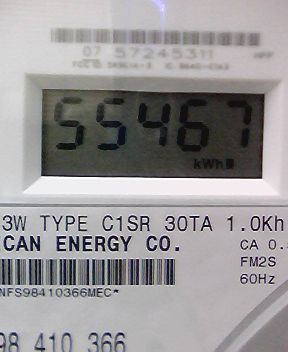 07 57245311
55467
kWh
3W TYPE C1SR 30TA 1.0Kh
CAN ENERGY CO.
CA 0.
FM2S
60Hz
NFS98410366MEC*
98 410 366